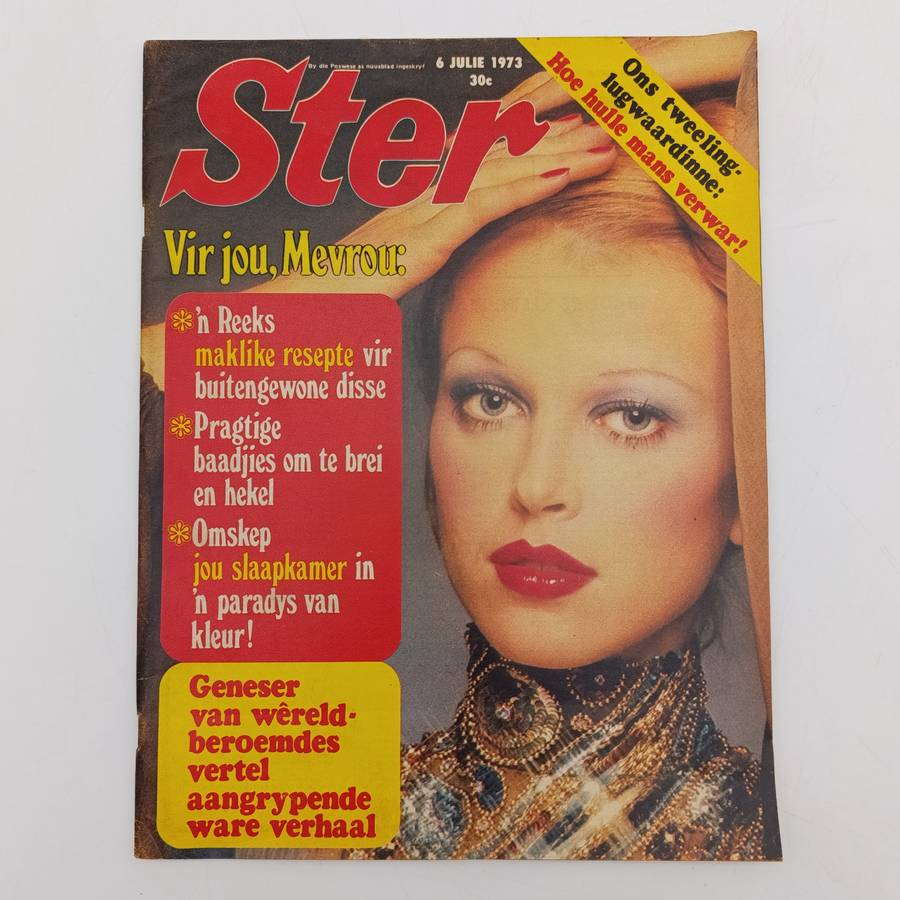 By die Poswese as nuusblad ingeskryf
6 JULIE 1973
30c
Ster
Ons tweeling-
lugwaardinne:
Hoe hulle mans verwar!
Vir jou, Mevrou:
'n Reeks
maklike resepte vir
buitengewone disse
Pragtige
baadjies om te brei
en hekel
Omskep
jou slaapkamer in
'n paradys van
kleur!
Geneser
van wêreld-
beroemdes
vertel
aangrypende
ware verhaal